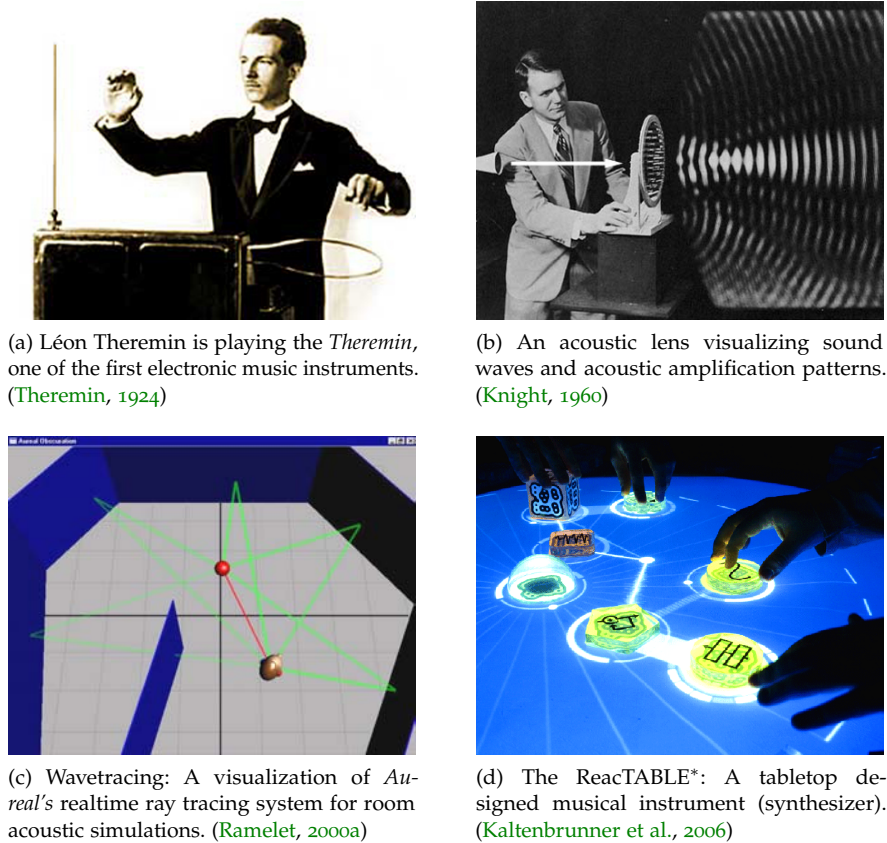 (a) Léon Theremin is playing the Theremin,
one of the first electronic music instruments.
(Theremin, 1924)
(b) An acoustic lens visualizing sound
waves and acoustic amplification patterns.
(Knight, 1960)
Aureal Obscuration
(c) Wavetracing: A visualization of Au-
real's realtime ray tracing system for room
acoustic simulations. (Ramelet, 2000a)
(d) The ReacTABLE*: A tabletop de-
signed musical instrument (synthesizer).
(Kaltenbrunner et al., 2006)